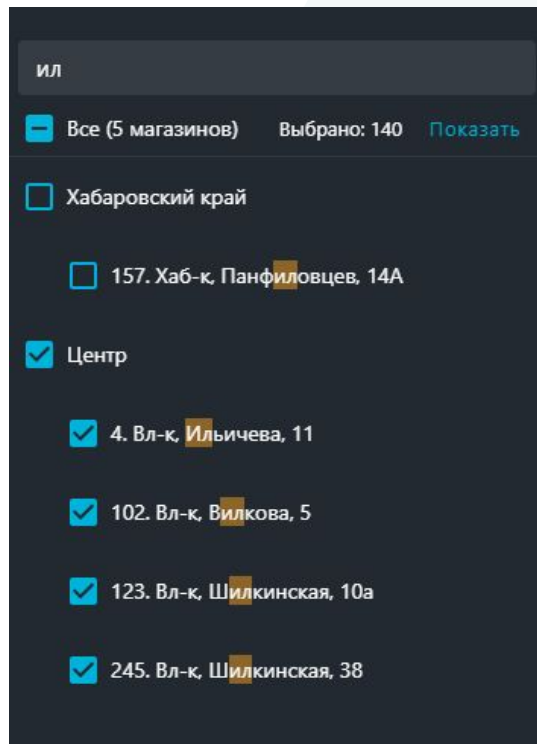 ил
Все (5 магазинов) Выбрано: 140 Показать
Хабаровский край
157. Хаб-к, Панфиловцев, 14А
Центр
4. Вл-к, Ильичева, 11
102. Вл-к, Вилкова, 5
123. Вл-к, Шилкинская, 10а
245. Вл-к, Шилкинская, 38